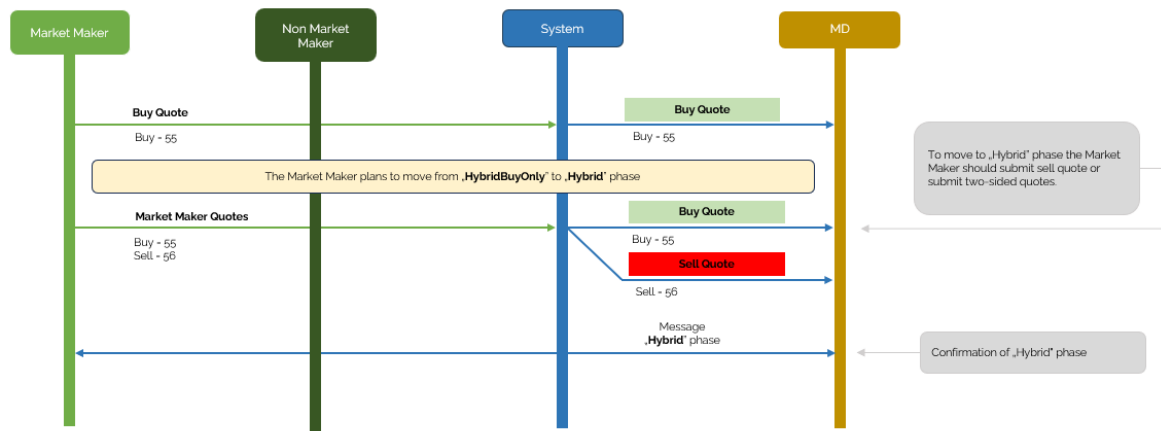 Market Maker
Non Market
Maker
System
MD
Buy Quote
Buy - 55
Buy Quote
Buy - 55
The Market Maker plans to move from „HybridBuyOnly” to „Hybrid” phase
To move to „Hybrid” phase the Market
Maker should submit sell quote or
submit two-sided quotes.
Market Maker Quotes
Buy - 55
Sell - 56
Buy Quote
Buy - 55
Sell Quote
Sell - 56
Message
„Hybrid” phase
Confirmation of „Hybrid” phase